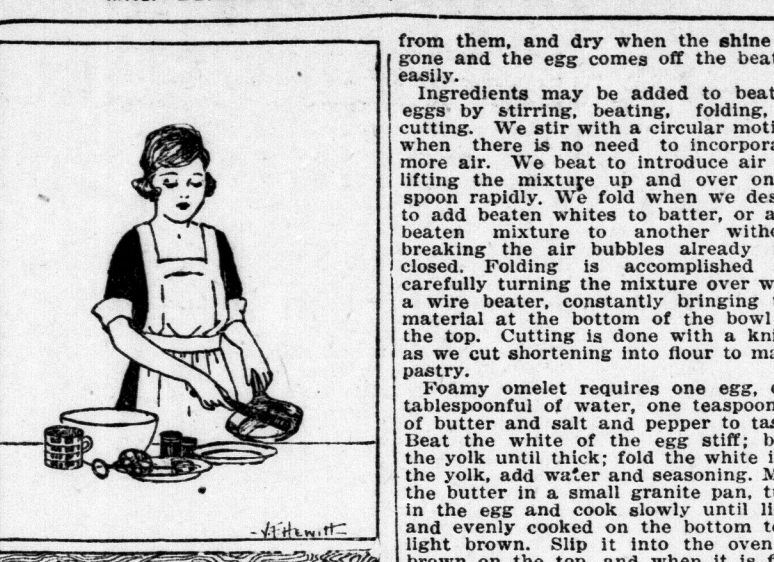 from them, and dry when the shine
gone and the egg comes off the beat
easily.
Ingredients may be added to beat
eggs by stirring, beating, folding,
cutting. We stir with a circular moti
when there is no need to incorpora
more air. We beat to introduce air
lifting the mixture up and over on
spoon rapidly. We fold when we des
to add beaten whites to batter, or a
beaten mixture to another witho
breaking the air bubbles already
closed. Folding is accomplished
carefully turning the mixture over w
a wire beater, constantly bringing
material at the bottom of the bowl
the top. Cutting is done with a kni
as we cut shortening into flour to ma
pastry.
Foamy omelet requires one egg,
tablespoonful of water, one teaspoon
of butter and salt and pepper to tas
Beat the white of the egg stiff; b
the yolk until thick; fold the white i
the yolk, add water and seasoning. M
the butter in a small granite pan, t
in the egg and cook slowly until li
and evenly cooked on the bottom t
light brown. Slip it into the oven
brown on the top, and when it is f
-V.F. HEWITT-